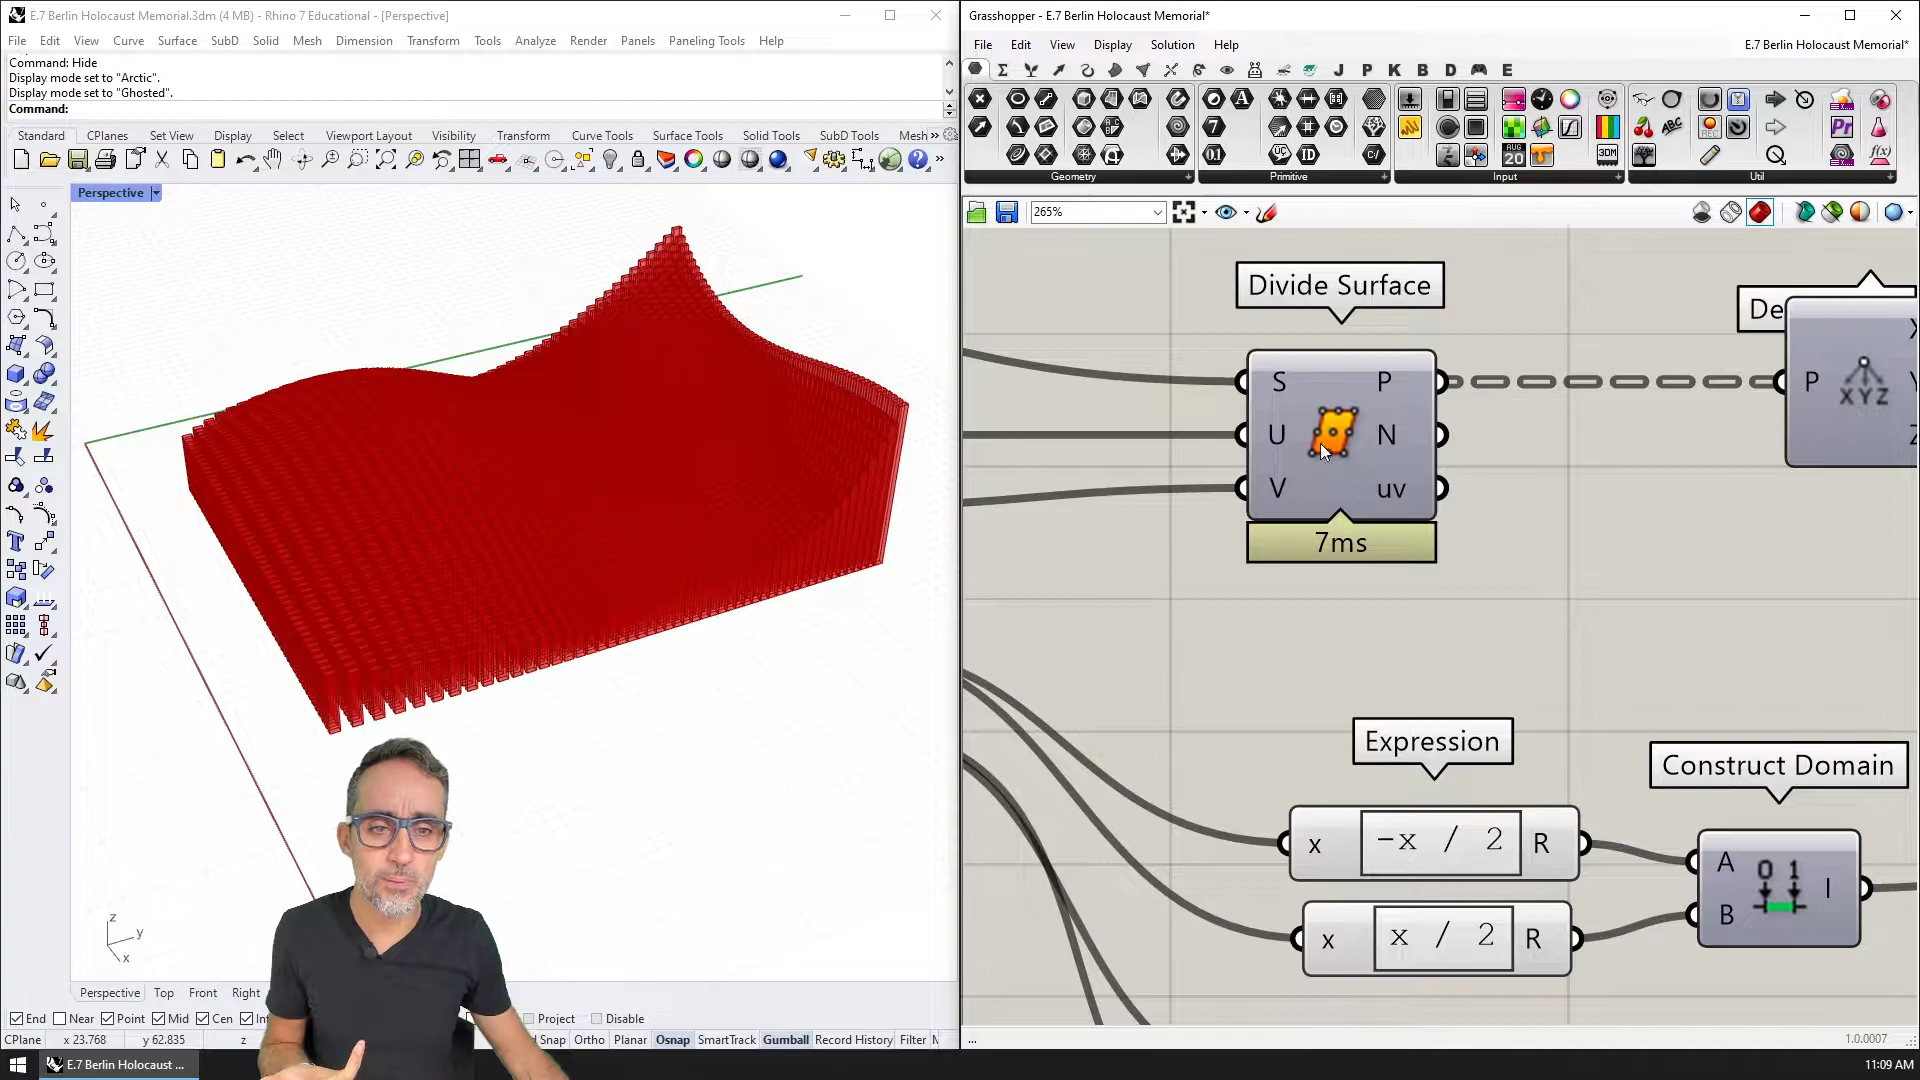 E.7 Berlin Holocaust Memorial.3dm (4 MB) - Rhino 7 Educational - [Perspective]
File Edit View Curve Surface SubD Solid Mesh Dimension Transform Tools Analyze Render Panels Paneling Tools Help
Command: Hide
Display mode set to "Arctic".
Display mode set to "Ghosted".
Command:
Standard CPlanes Set View Display Select Viewport Layout Visibility Transform Curve Tools Surface Tools Solid Tools SubD Tools Mesh
Perspective
z
y
x
Perspective Top Front Right
End Near Point Mid Cen Int Project Disable
CPlane x 23.768 y 62.835 z Snap Ortho Planar Osnap SmartTrack Gumball Record History Filter M
E.7 Berlin Holocaust ...
Grasshopper - E.7 Berlin Holocaust Memorial*
File Edit View Display Solution Help E.7 Berlin Holocaust Memorial*
J P K B D E
Geometry Primitive Input Util
265%
Divide Surface
De
S P
U N
V uv
7ms
P XYZ X
Y
Z
Expression
Construct Domain
x -x / 2 R
x x / 2 R
A 0 1 I
B
... 1.0.0007
11:09 AM